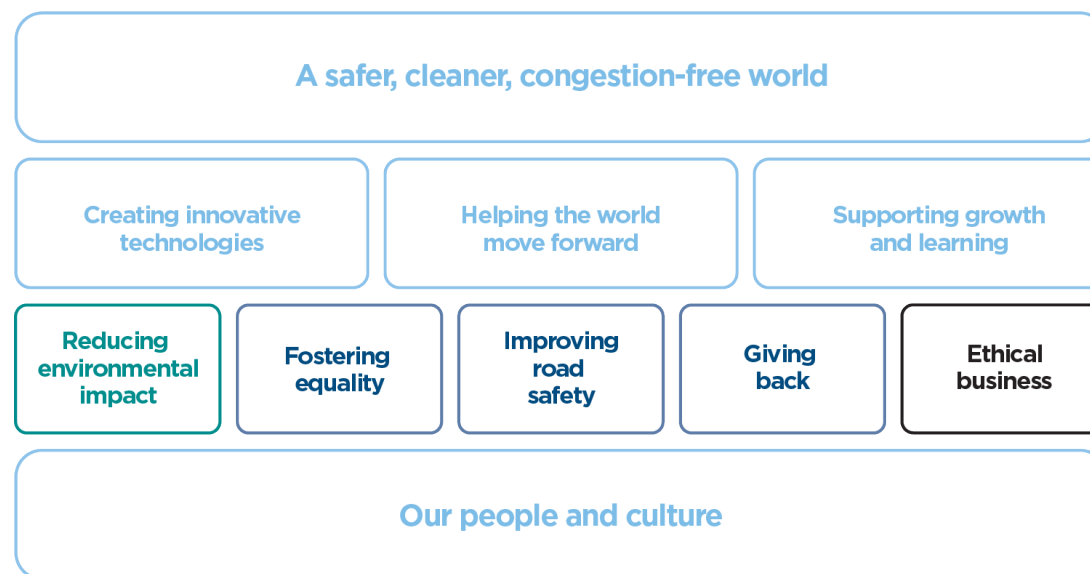 A safer, cleaner, congestion-free world
Creating innovative
technologies
Helping the world
move forward
Supporting growth
and learning
Reducing
environmental
impact
Fostering
equality
Improving
road
safety
Giving
back
Ethical
business
Our people and culture